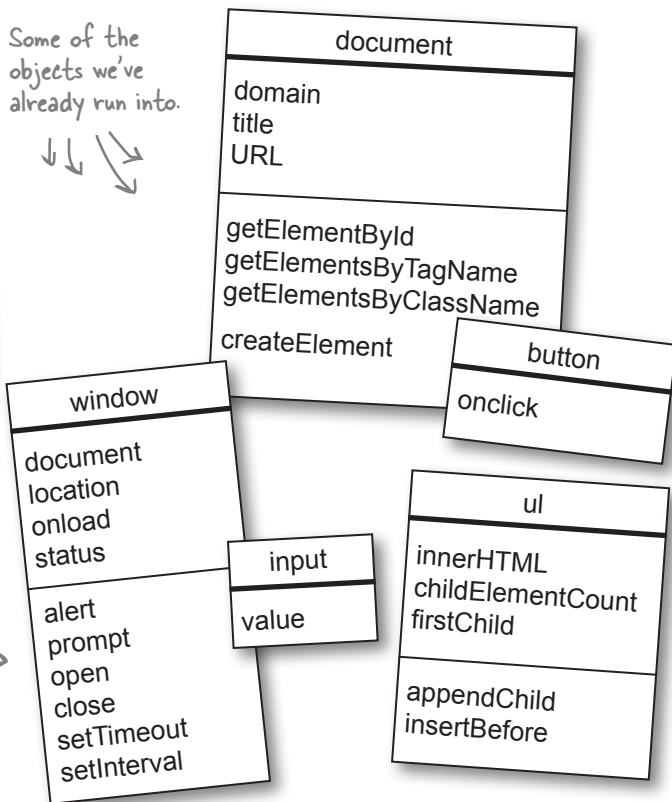 Some of the
objects we've
already run into.
document
domain
title
URL
getElementById
getElementsByTagName
getElementsByClassName
createElement
button
onclick
window
document
location
onload
status
alert
prompt
open
close
setTimeout
setInterval
input
value
ul
innerHTML
childElementCount
firstChild
appendChild
insertBefore